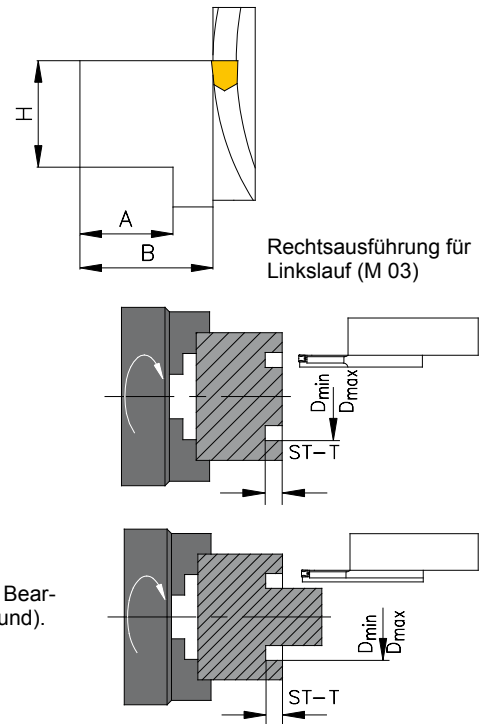 H
A
B
Rechtsausführung für
Linkslauf (M 03)
Dmin
Dmax
ST-T
Bear-
und).
Dmin
Dmax
ST-T